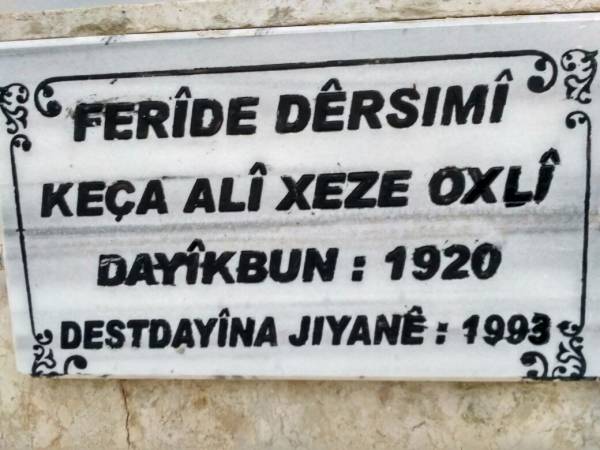 FERÎDE DÊRSIMÎ
KEÇA ALÎ XEZE OXLÎ
DAYÎKBUN : 1920
DESTDAYÎNA JIYANÊ : 1993